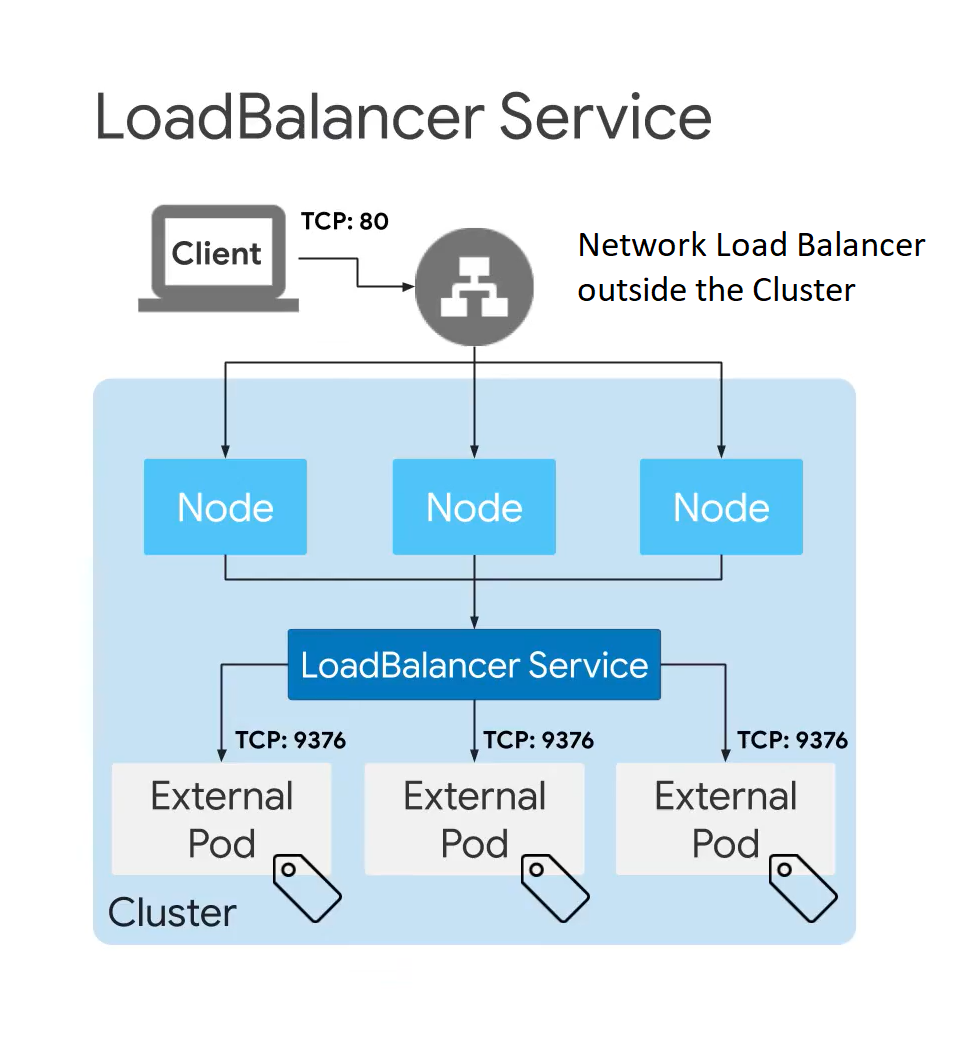 LoadBalancer Service
TCP: 80
Client
Network Load Balancer
outside the Cluster
Node
Node
Node
LoadBalancer Service
TCP: 9376
TCP: 9376
TCP: 9376
External
Pod
External
Pod
External
Pod
Cluster